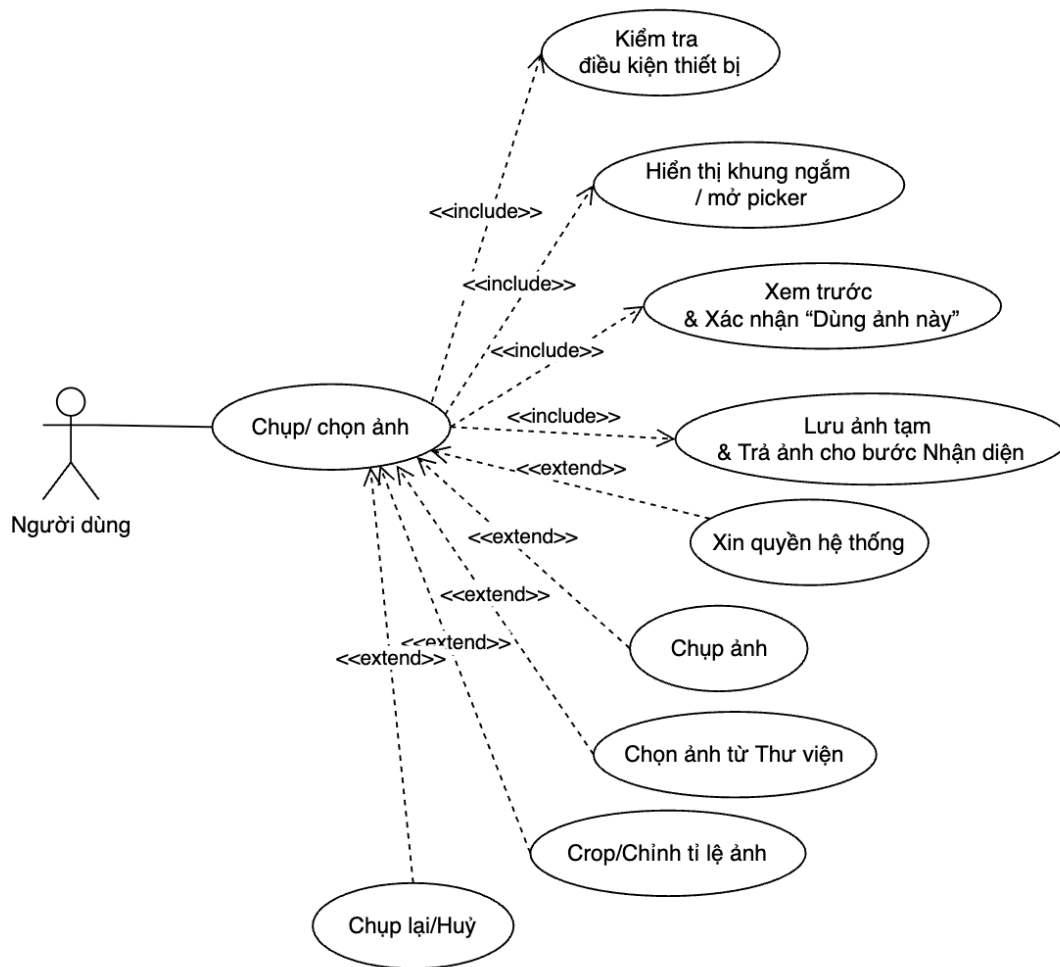 Kiểm tra
điều kiện thiết bị
Hiển thị khung ngắm
/ mở picker
<<include>>
<<include>>
Xem trước
& Xác nhận “Dùng ảnh này”
<<include>>
Chụp/ chọn ảnh
<<include>>
Lưu ảnh tạm
& Trả ảnh cho bước Nhận diện
<<extend>>
Người dùng
Xin quyền hệ thống
<<extend>>
<<extend>>
<<extend>>
<<extend>>
Chụp ảnh
Chọn ảnh từ Thư viện
Crop/Chỉnh tỉ lệ ảnh
Chụp lại/Huỷ